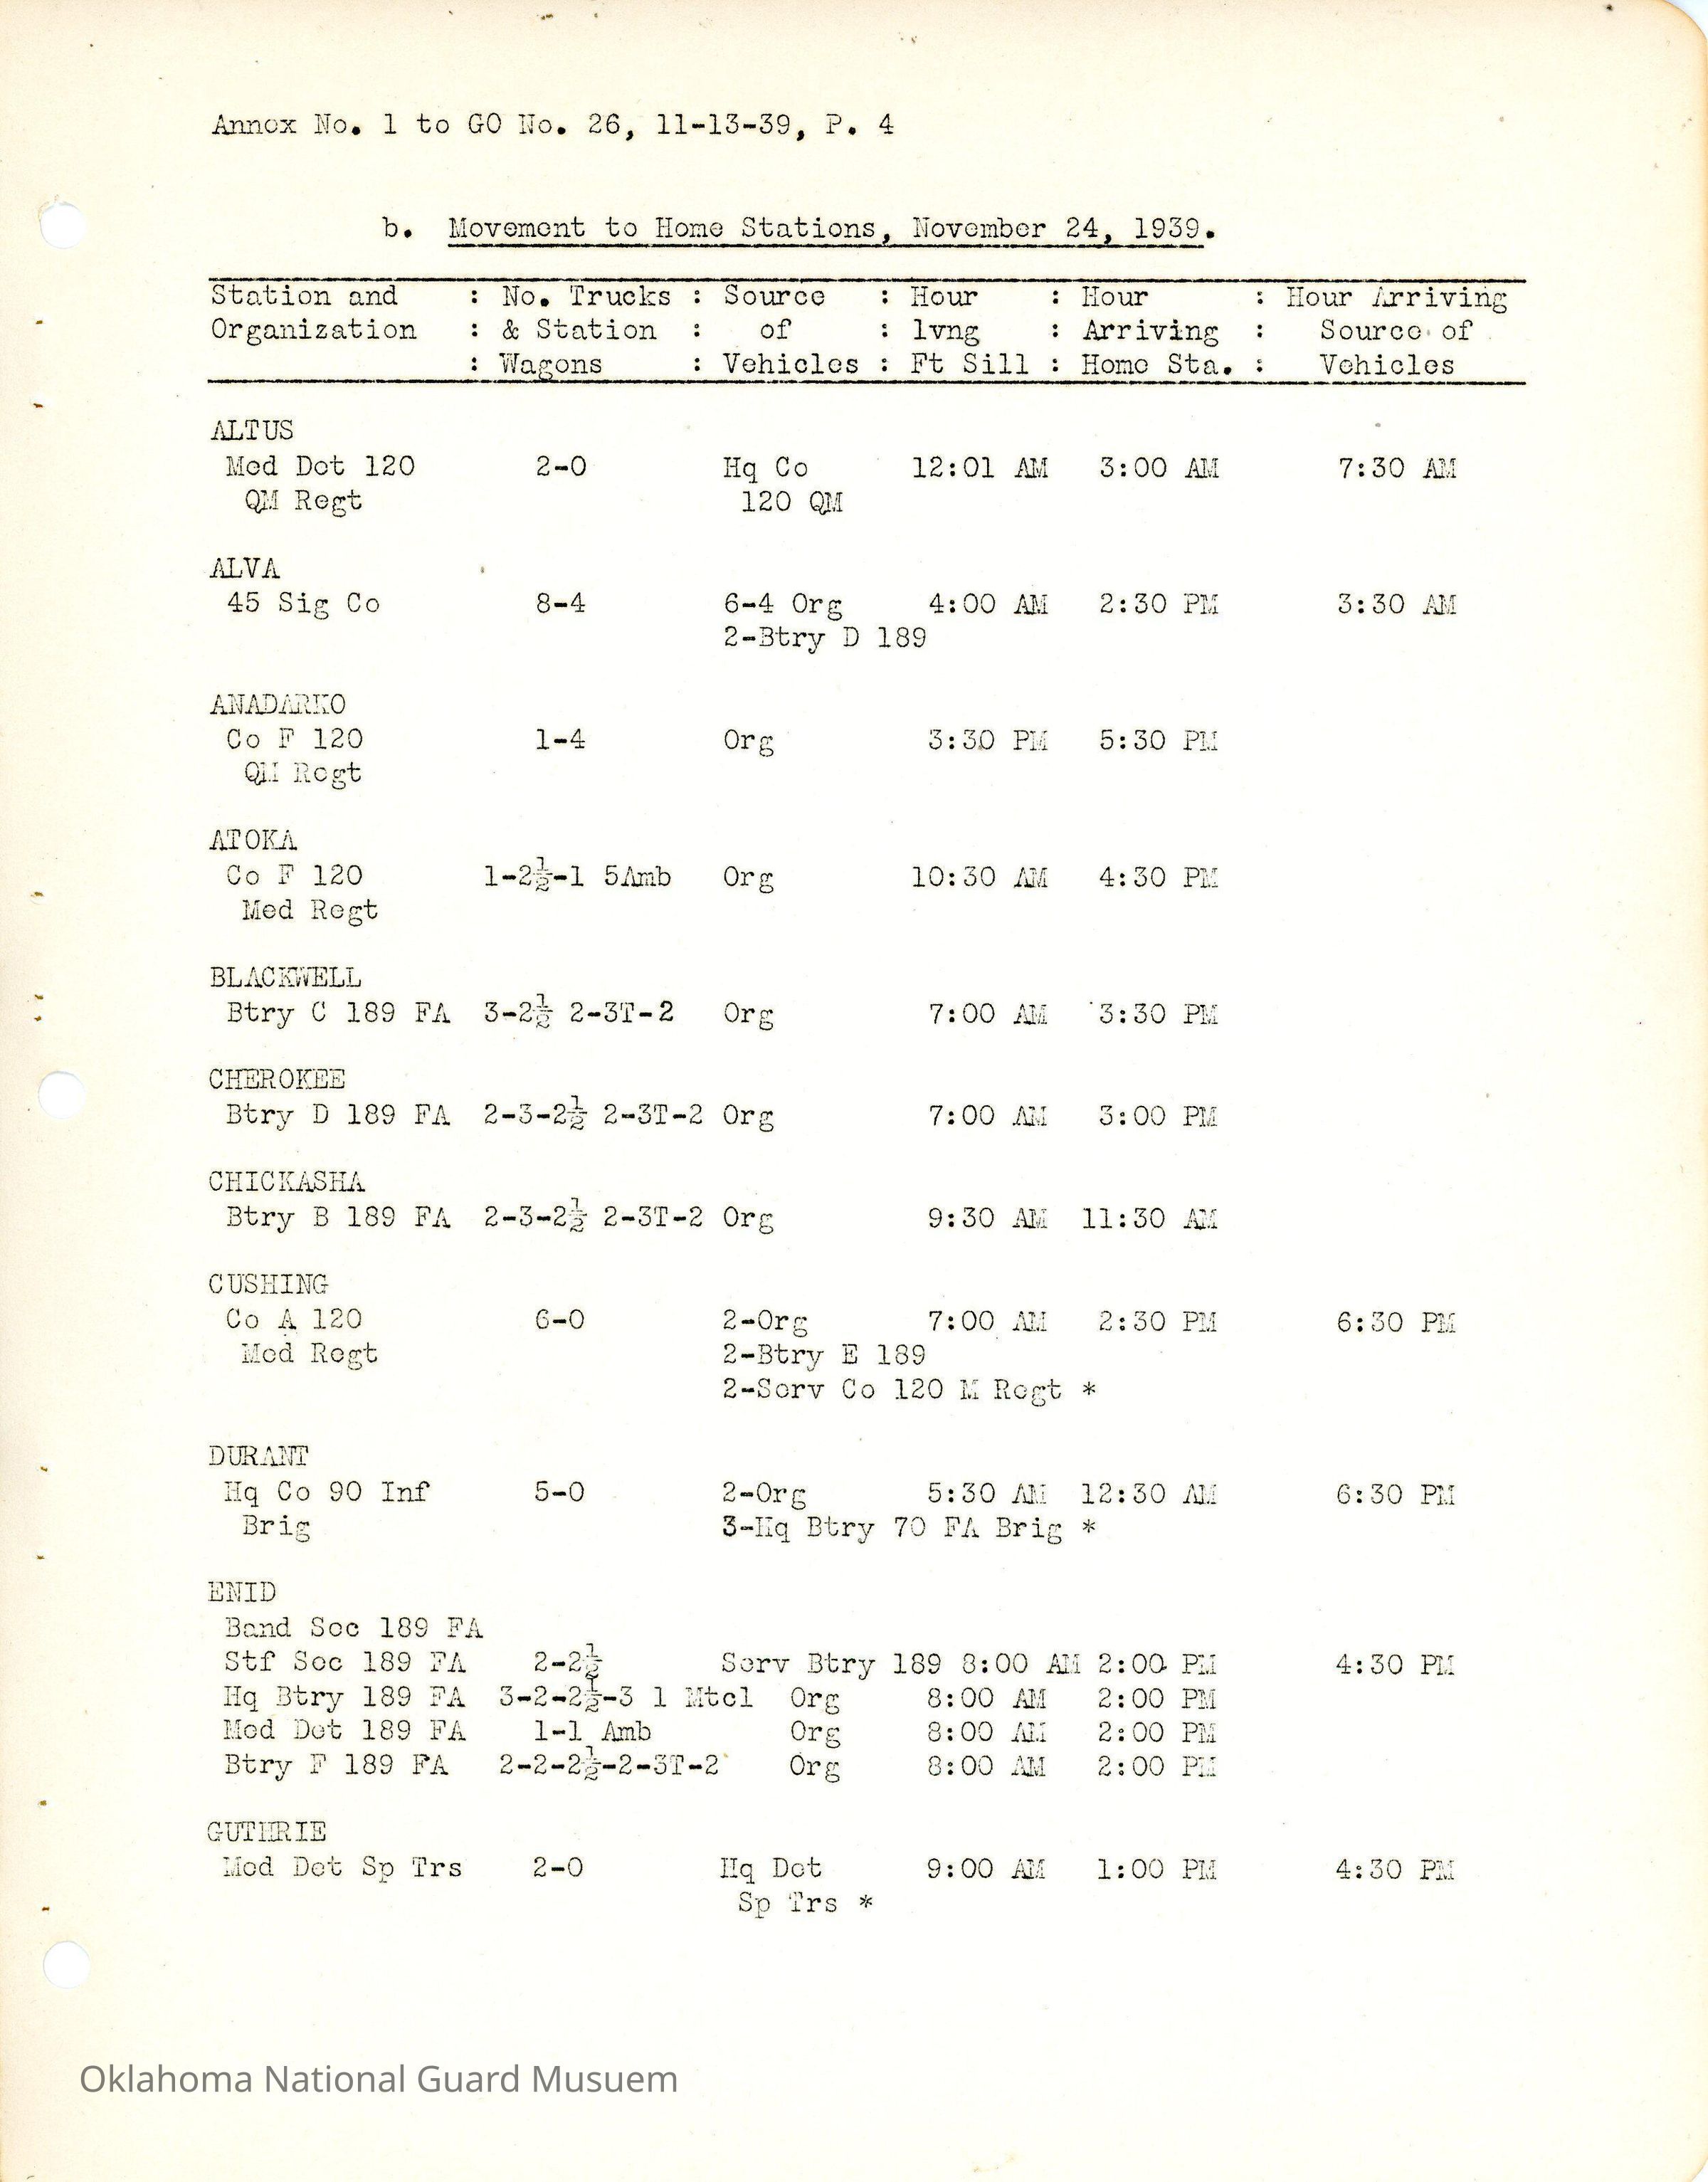 Annex No. 1 to GO No. 26, 11-13-39, P. 4
b. Movement to Home Stations, November 24, 1939.
Station and : No. Trucks : Source : Hour : Hour : Hour Arriving
Organization : & Station : of : lvng : Arriving : Source of
: Wagons : Vehicles : Ft Sill : Home Sta. : Vehicles
ALTUS
Med Det 120 2-0 Hq Co 12:01 AM 3:00 AM 7:30 AM
QM Regt 120 QM
ALVA
45 Sig Co 8-4 6-4 Org 4:00 AM 2:30 PM 3:30 AM
2-Btry D 189
ANADARKO
Co F 120 1-4 Org 3:30 PM 5:30 PM
QM Regt
ATOKA
Co F 120 1-2½-1 5Amb Org 10:30 AM 4:30 PM
Med Regt
BLACKWELL
Btry C 189 FA 3-2½ 2-3T-2 Org 7:00 AM 3:30 PM
CHEROKEE
Btry D 189 FA 2-3-2½ 2-3T-2 Org 7:00 AM 3:00 PM
CHICKASHA
Btry B 189 FA 2-3-2½ 2-3T-2 Org 9:30 AM 11:30 AM
CUSHING
Co A 120 6-0 2-Org 7:00 AM 2:30 PM 6:30 PM
Med Regt 2-Btry E 189
2-Serv Co 120 M Regt *
DURANT
Hq Co 90 Inf 5-0 2-Org 5:30 AM 12:30 AM 6:30 PM
Brig 3-Hq Btry 70 FA Brig *
ENID
Band Sec 189 FA
Stf Sec 189 FA 2-2½ Serv Btry 189 8:00 AM 2:00 PM 4:30 PM
Hq Btry 189 FA 3-2-2½-3 1 Mtcl Org 8:00 AM 2:00 PM
Med Det 189 FA 1-1 Amb Org 8:00 AM 2:00 PM
Btry F 189 FA 2-2-2½-2-3T-2 Org 8:00 AM 2:00 PM
GUTHRIE
Med Det Sp Trs 2-0 Hq Det 9:00 AM 1:00 PM 4:30 PM
Sp Trs *
Oklahoma National Guard Musuem